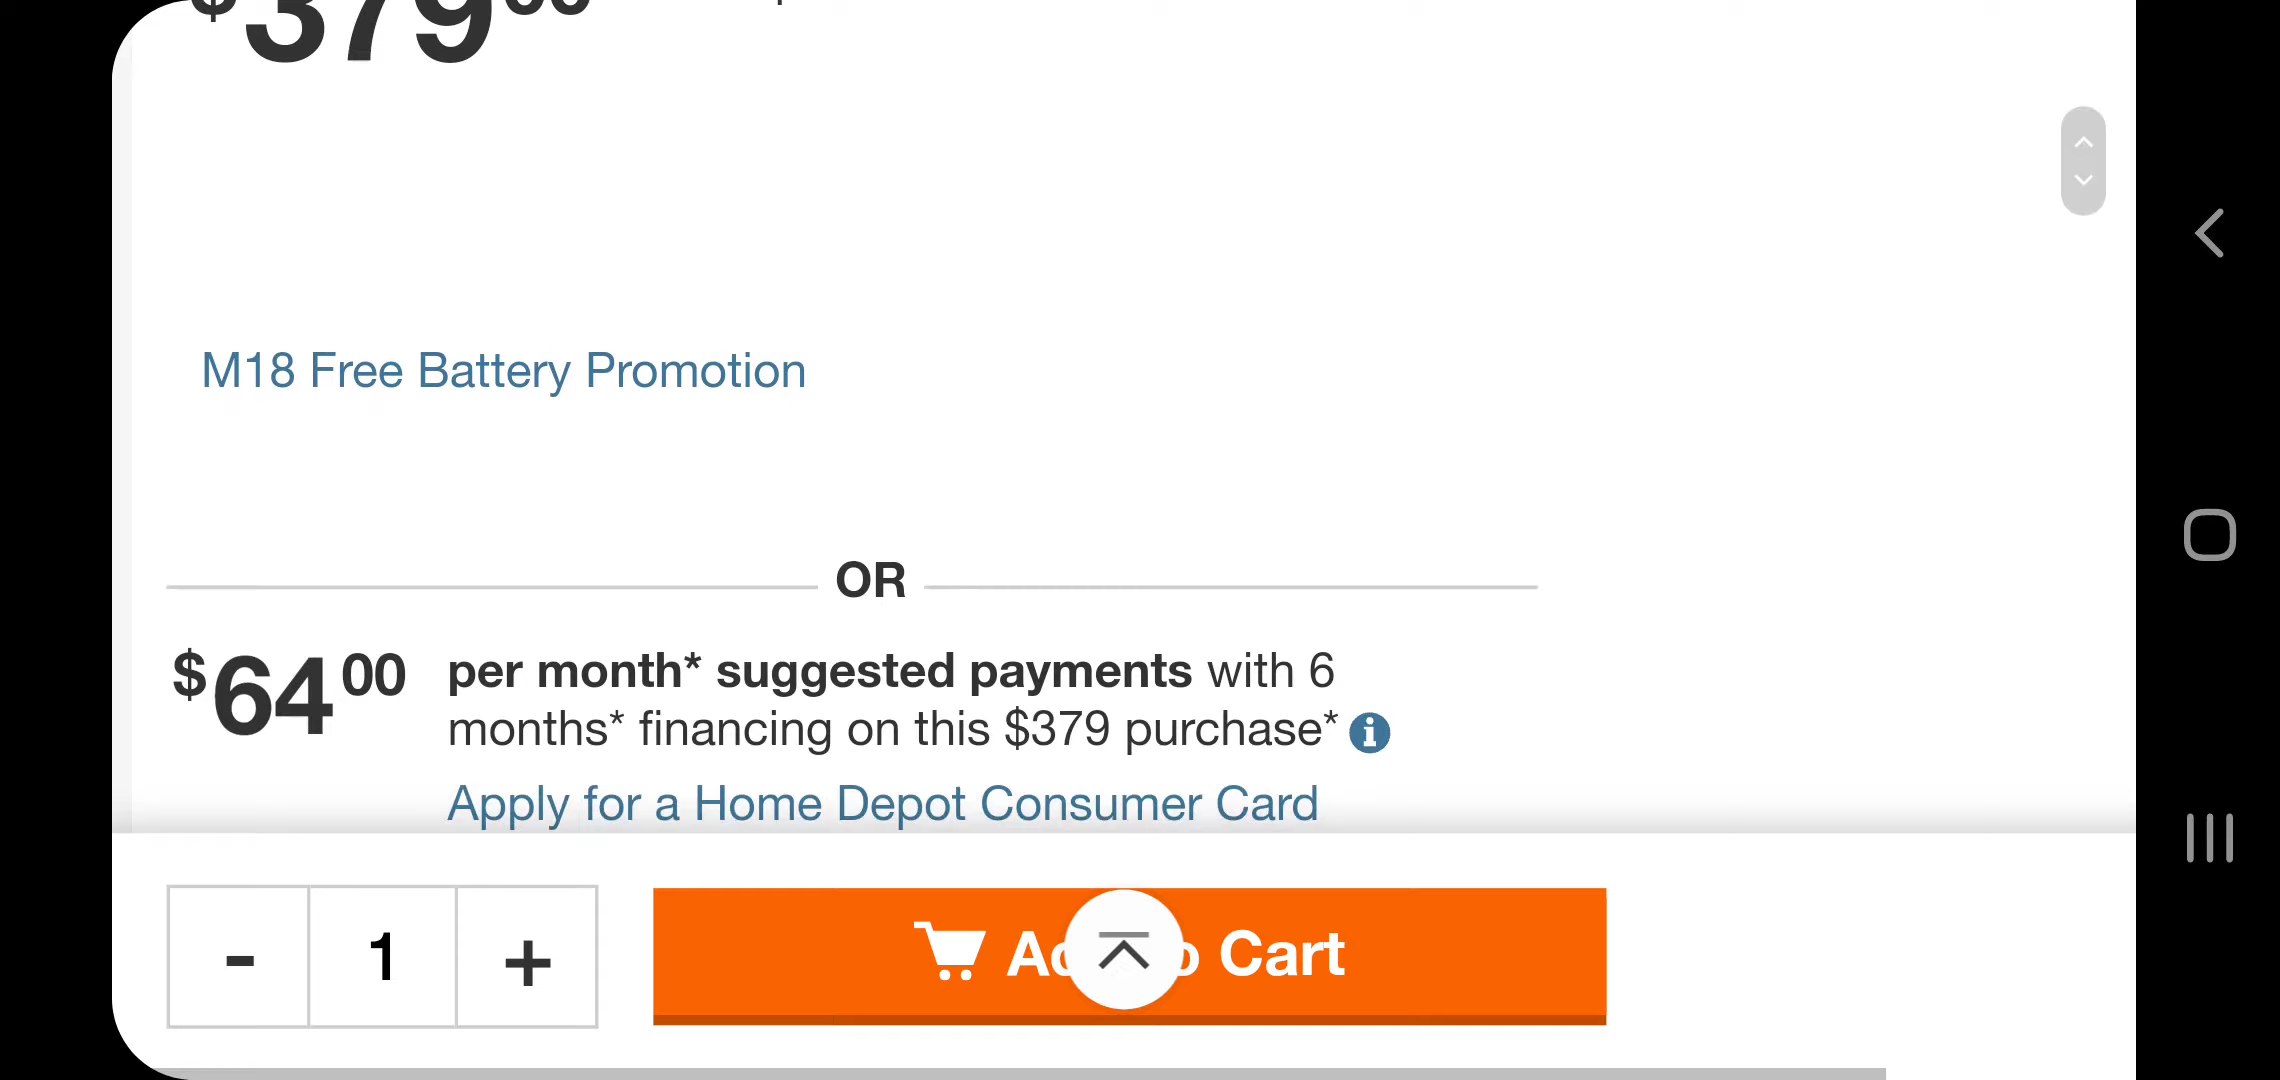 $379
M18 Free Battery Promotion
OR
$64 00 per month* suggested payments with 6
months* financing on this $379 purchase*
Apply for a Home Depot Consumer Card
- 1 +
Cart